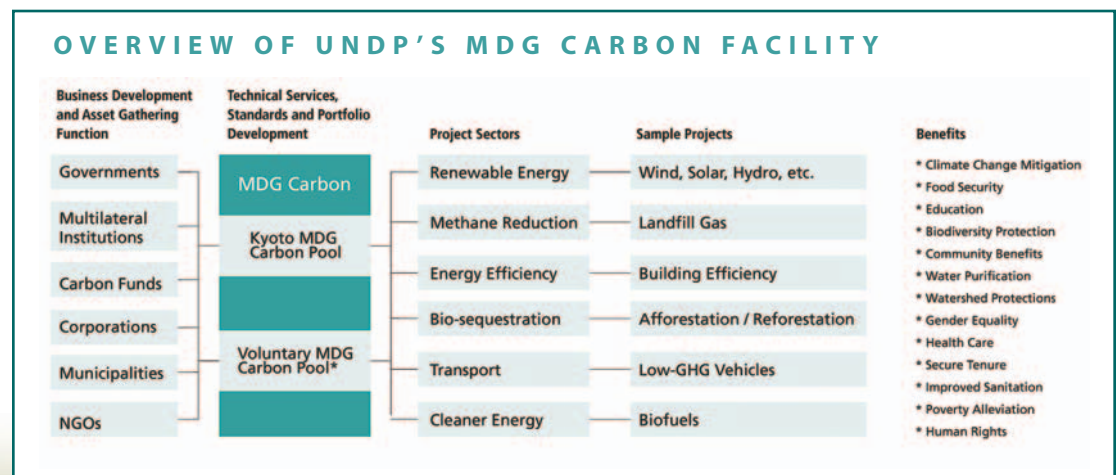 OVERVIEW OF UNDP'S MDG CARBON FACILITY
Business Development
and Asset Gathering
Function
Governments
Multilateral
Institutions
Carbon Funds
Corporations
Municipalities
NGOs
Technical Services,
Standards and Portfolio
Development
MDG Carbon
Kyoto MDG
Carbon Pool
Voluntary MDG
Carbon Pool*
Project Sectors
Renewable Energy
Methane Reduction
Energy Efficiency
Bio-sequestration
Transport
Cleaner Energy
Sample Projects
Wind, Solar, Hydro, etc.
Landfill Gas
Building Efficiency
Afforestation / Reforestation
Low-GHG Vehicles
Biofuels
Benefits
* Climate Change Mitigation
* Food Security
* Education
* Biodiversity Protection
* Community Benefits
* Water Purification
* Watershed Protections
* Gender Equality
* Health Care
* Secure Tenure
* Improved Sanitation
* Poverty Alleviation
* Human Rights